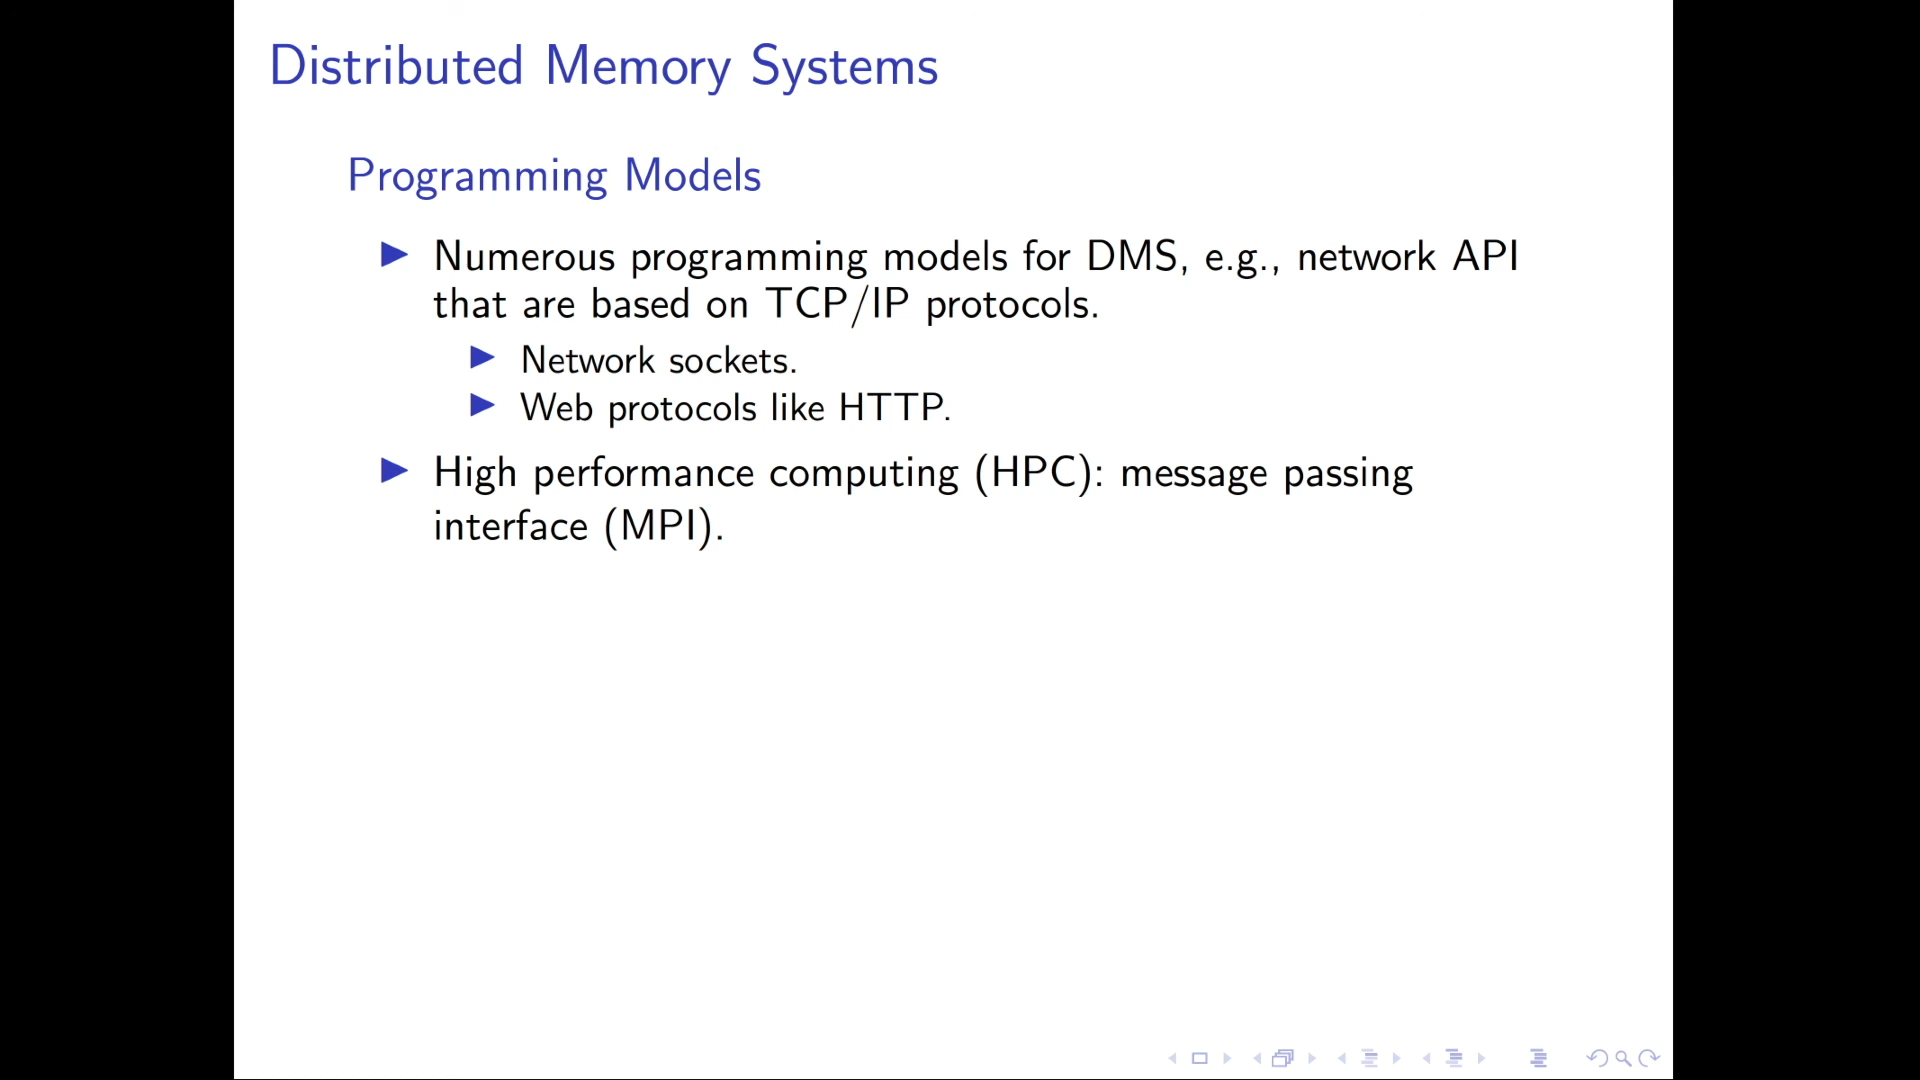 Distributed Memory Systems
Programming Models
Numerous programming models for DMS, e.g., network API
that are based on TCP/IP protocols.
Network sockets.
Web protocols like HTTP.
High performance computing (HPC): message passing
interface (MPI).